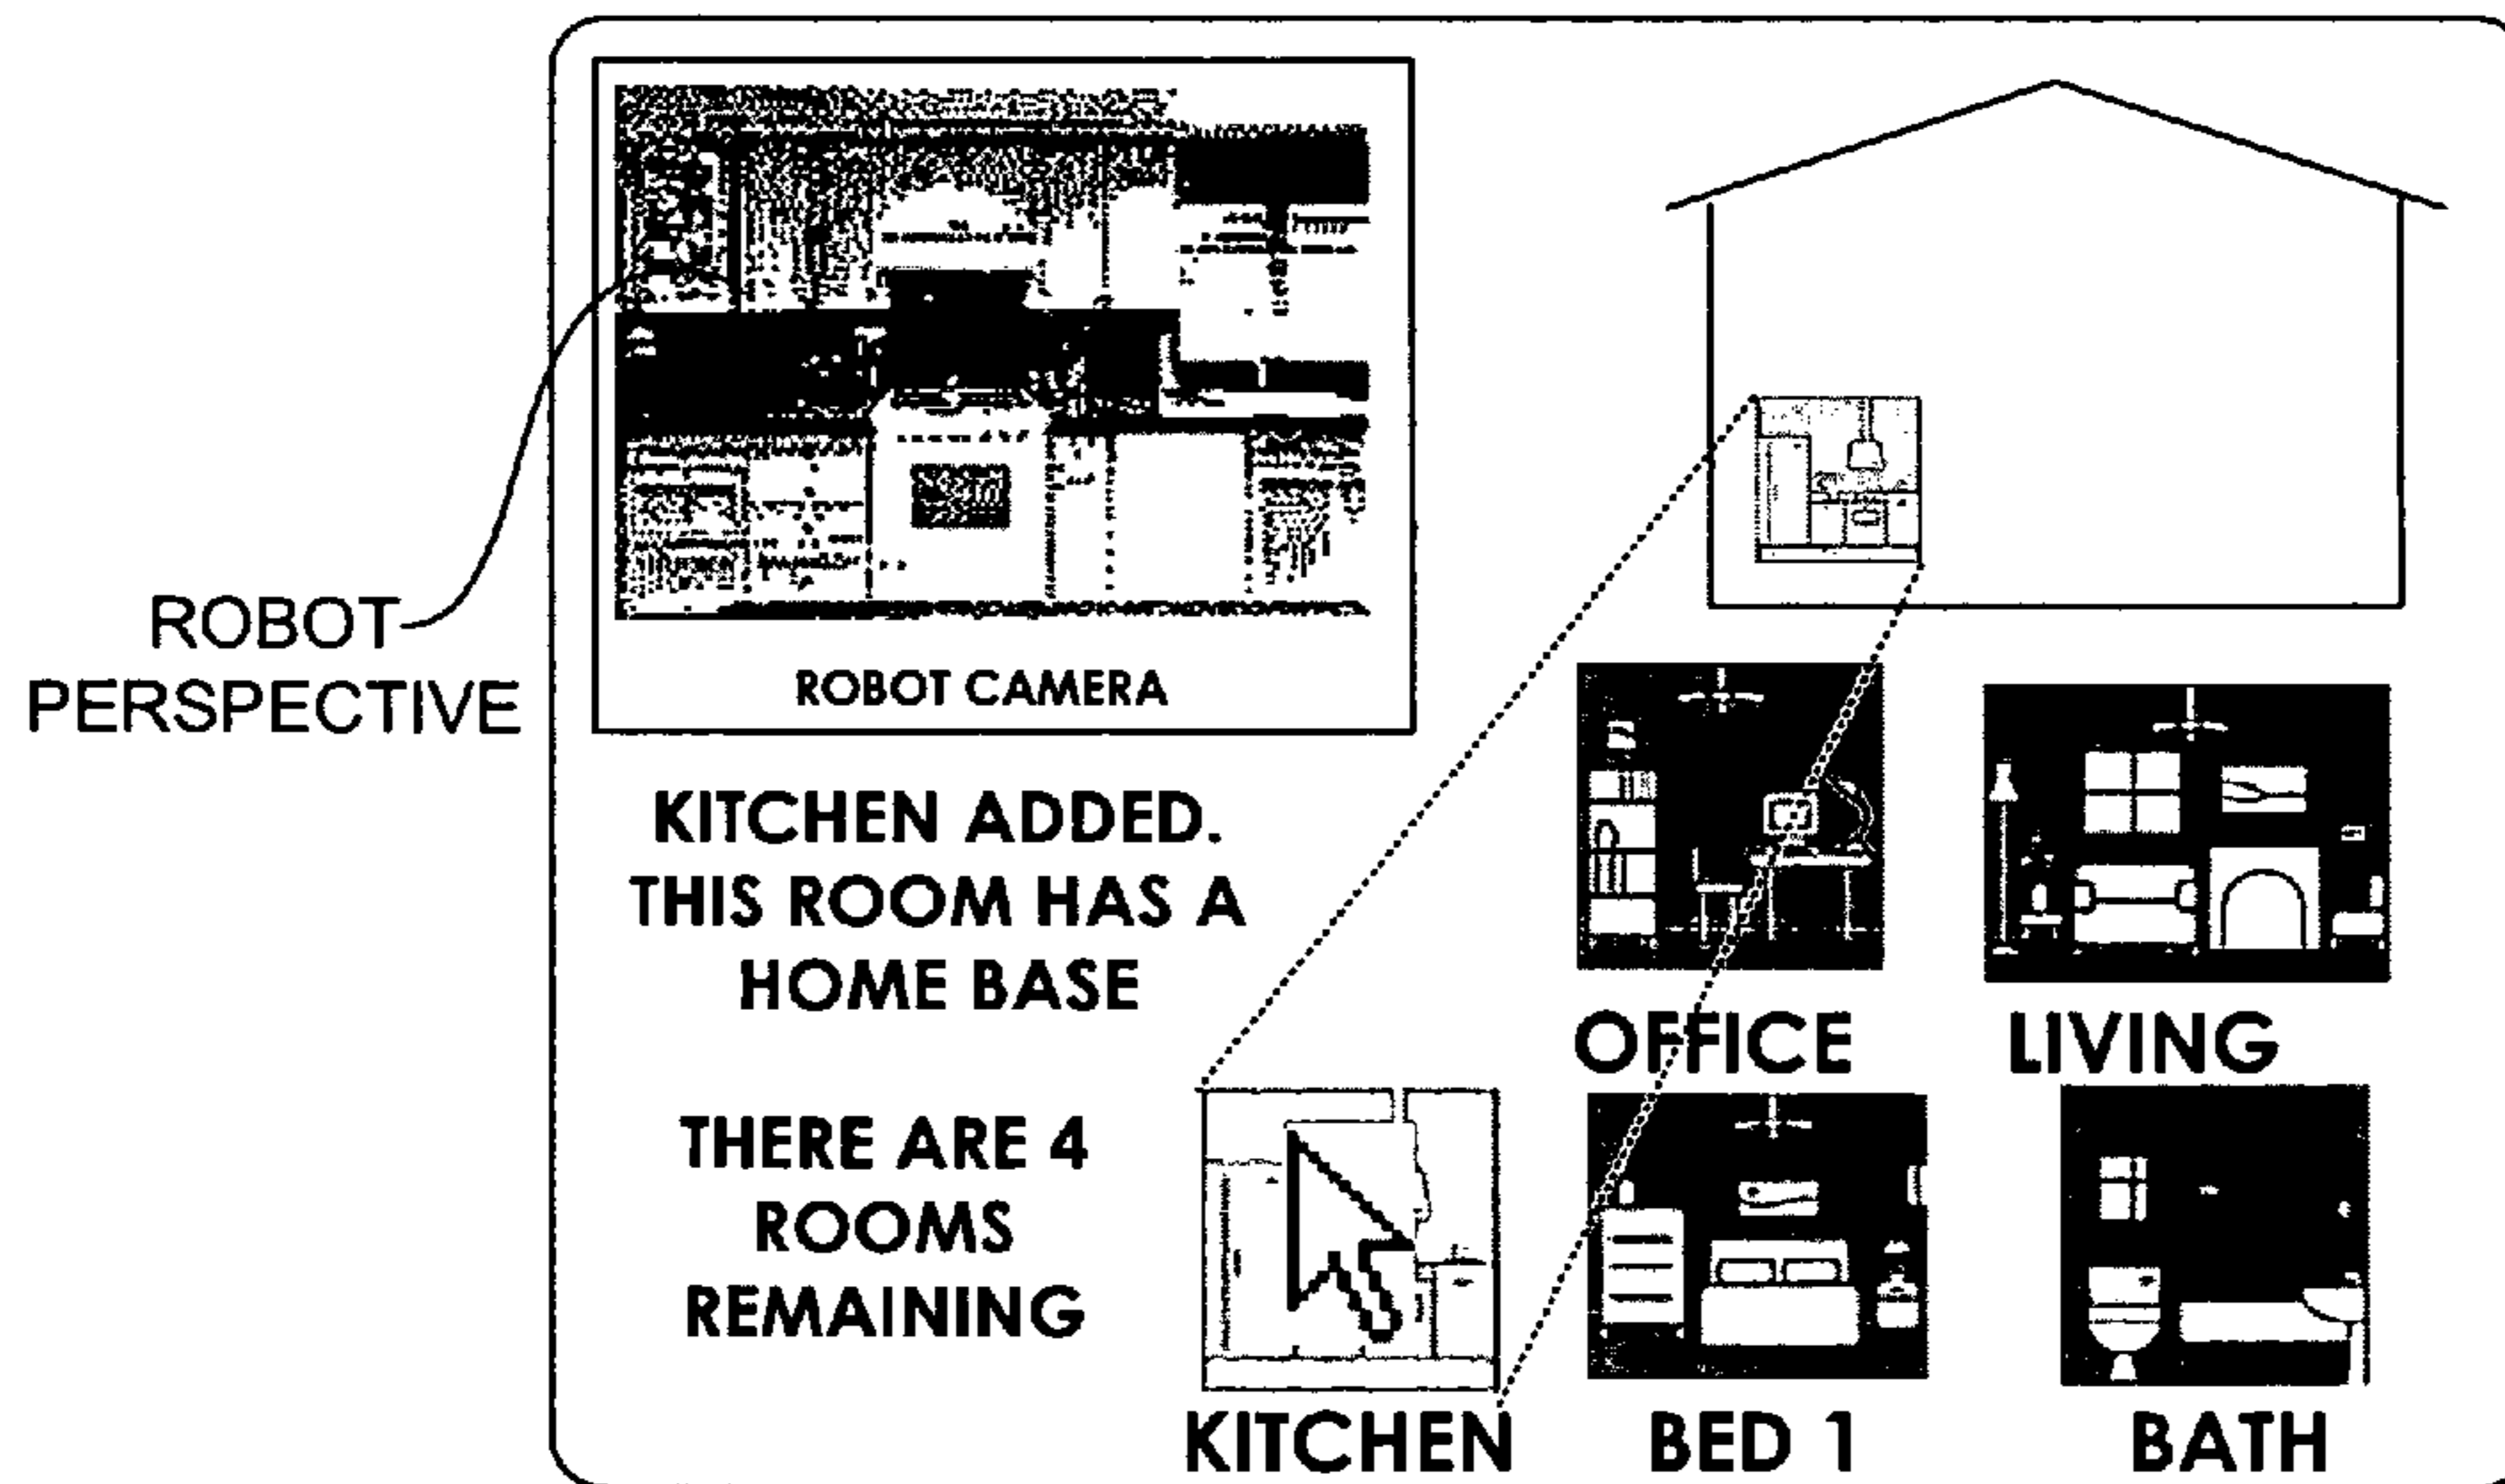 ROBOT
PERSPECTIVE
ROBOT CAMERA
KITCHEN ADDED.
THIS ROOM HAS A
HOME BASE
THERE ARE 4
ROOMS
REMAINING
OFFICE
LIVING
KITCHEN
BED 1
BATH